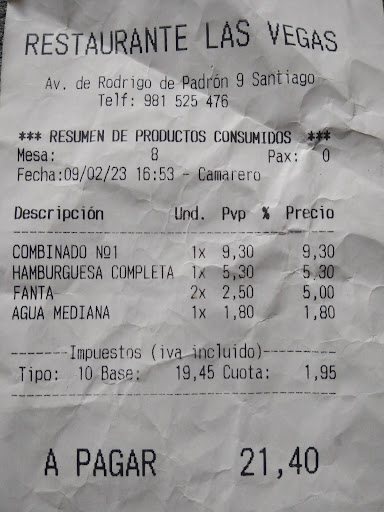 RESTAURANTE LAS VEGAS
Av. de Rodrigo de Padrón 9 Santiago
Telf: 981 525 476
*** RESUMEN DE PRODUCTOS CONSUMIDOS ***
Mesa: 8 Pax: 0
Fecha:09/02/23 16:53 - Camarero
Descripción Und. Pvp % Precio
COMBINADO Nº1 1x 9,30 9,30
HAMBURGUESA COMPLETA 1x 5,30 5,30
FANTA 2x 2,50 5,00
AGUA MEDIANA 1x 1,80 1,80
-------Impuestos (iva incluido)---------
Tipo: 10 Base: 19,45 Cuota: 1,95
A PAGAR 21,40